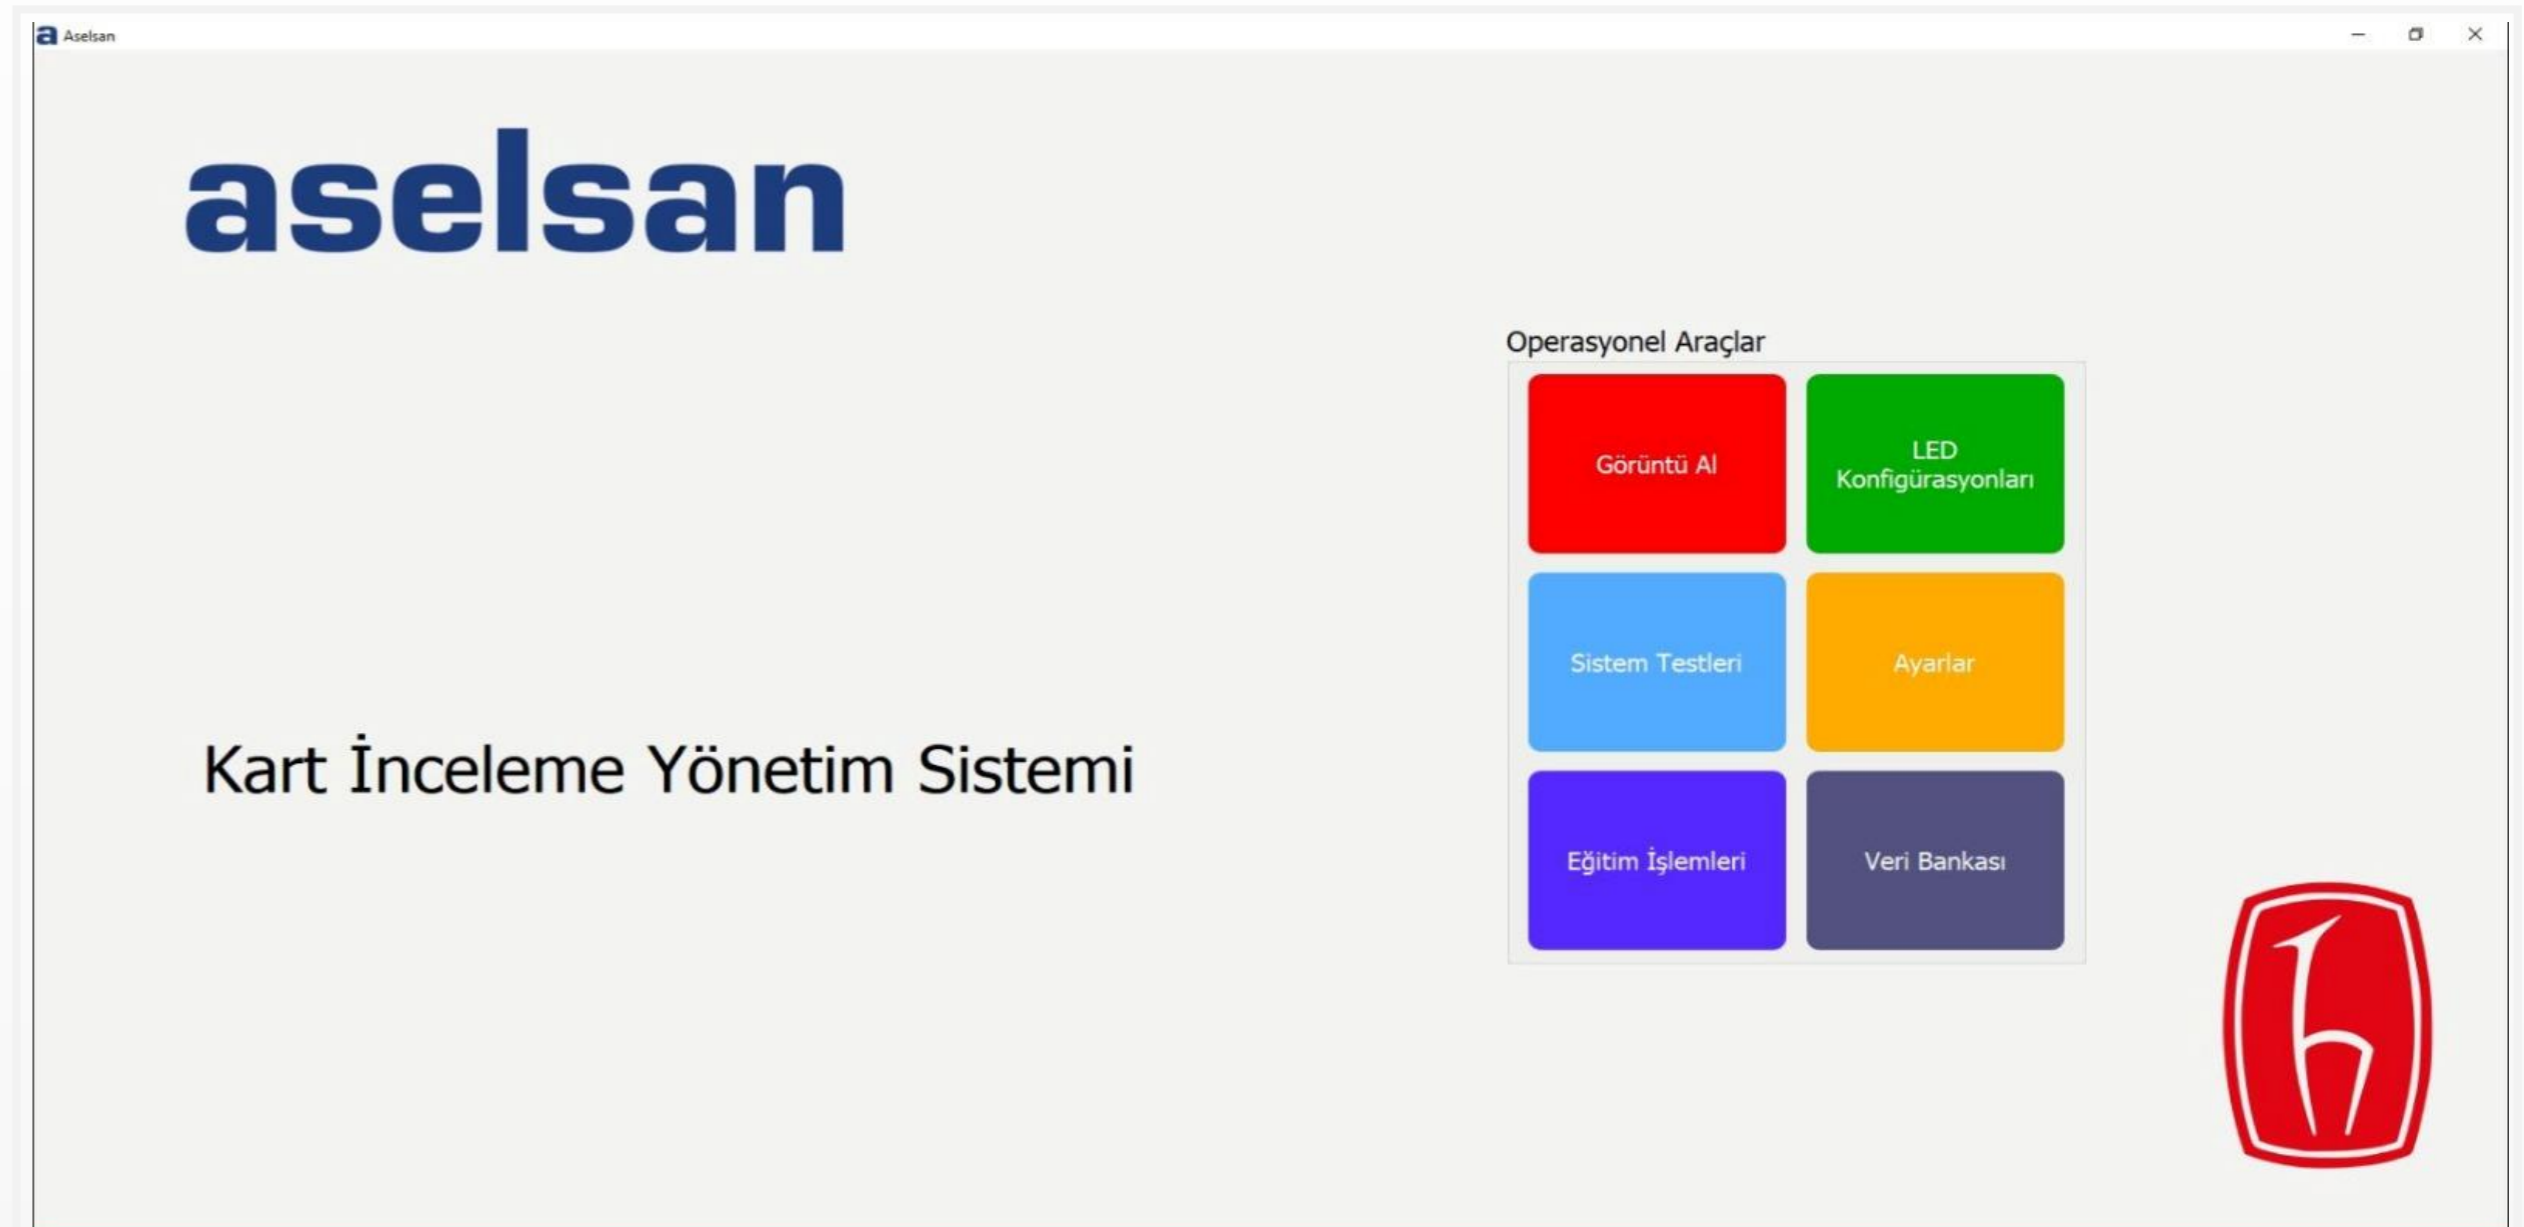 Aselsan
aselsan
Operasyonel Araçlar
Görüntü Al
LED
Konfigürasyonları
Sistem Testleri
Ayarlar
Kart İnceleme Yönetim Sistemi
Eğitim İşlemleri
Veri Bankası